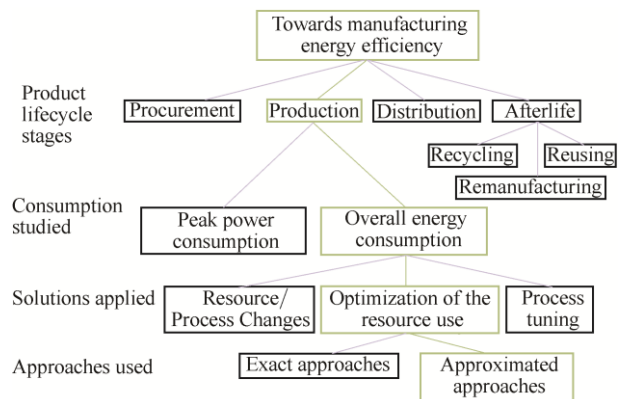 Towards manufacturing
energy efficiency
Product
lifecycle
stages
Procurement
Production
Distribution
Afterlife
Recycling
Reusing
Remanufacturing
Consumption
studied
Peak power
consumption
Overall energy
consumption
Solutions applied
Resource/
Process Changes
Optimization of the
resource use
Process
tuning
Approaches used
Exact approaches
Approximated
approaches